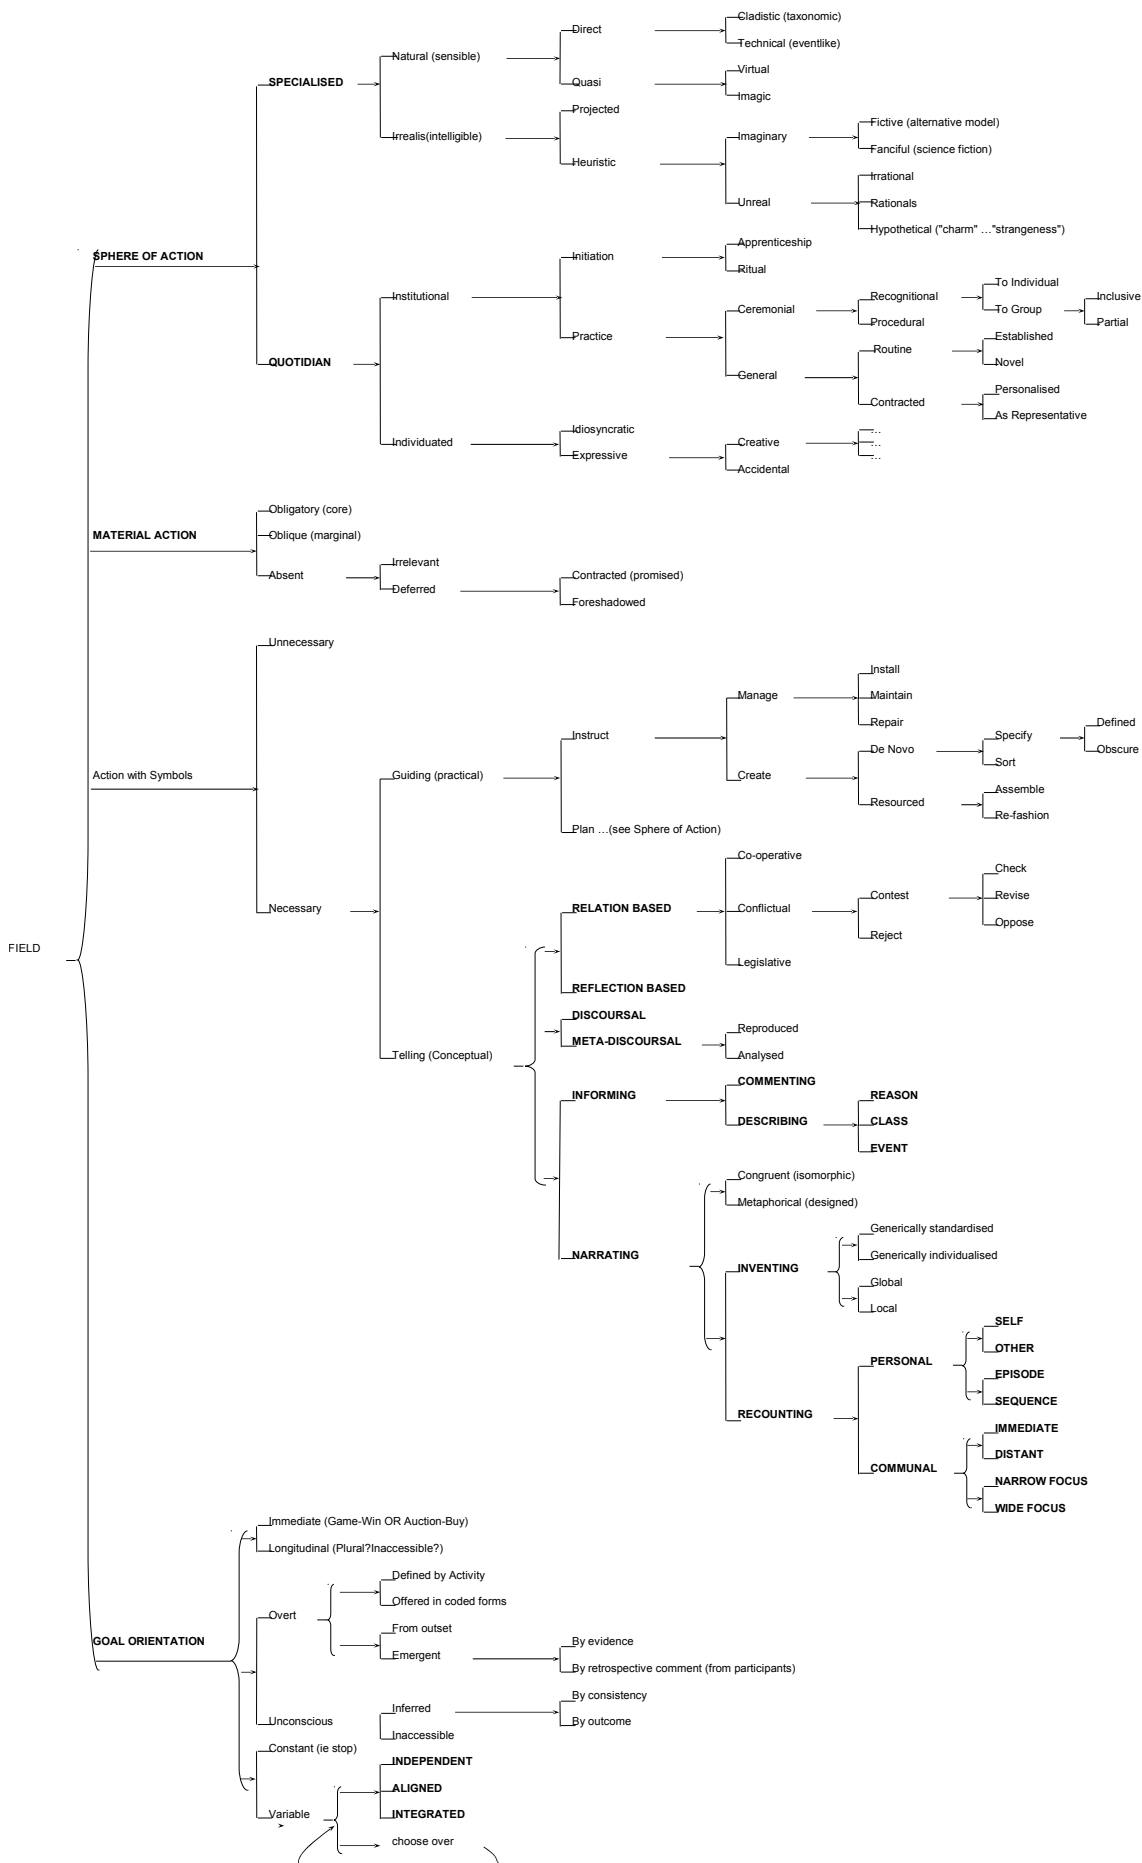 Cladistic (taxonomic)
Direct
Technical (eventlike)
Natural (sensible)
Virtual
SPECIALISED
Quasi
Imagic
Projected
Fictive (alternative model)
Irrealis(intelligible)
Imaginary
Fanciful (science fiction)
Heuristic
Irrational
Unreal
Rationals
Hypothetical ("charm" ..."strangeness")
Apprenticeship
SPHERE OF ACTION
Initiation
Ritual
To Individual
Institutional
Recognitional
Inclusive
Ceremonial
To Group
Procedural
Partial
Practice
Established
Routine
QUOTIDIAN
Novel
General
Personalised
Contracted
As Representative
Idiosyncratic
...
Individuated
Creative
...
Expressive
...
Accidental
Obligatory (core)
MATERIAL ACTION
Oblique (marginal)
Irrelevant
Absent
Contracted (promised)
Deferred
Foreshadowed
Unnecessary
Install
Manage
Maintain
Repair
Defined
Instruct
Specify
De Novo
Obscure
Action with Symbols
Guiding (practical)
Create
Sort
Assemble
Resourced
Re-fashion
Plan ...(see Sphere of Action)
Co-operative
Check
Contest
Revise
Necessary
RELATION BASED
Conflictual
Oppose
Reject
FIELD
Legislative
REFLECTION BASED
DISCOURSAL
Reproduced
META-DISCOURSAL
Telling (Conceptual)
Analysed
COMMENTING
INFORMING
REASON
DESCRIBING
CLASS
EVENT
Congruent (isomorphic)
Metaphorical (designed)
Generically standardised
NARRATING
Generically individualised
INVENTING
Global
Local
SELF
OTHER
PERSONAL
EPISODE
SEQUENCE
RECOUNTING
IMMEDIATE
DISTANT
COMMUNAL
NARROW FOCUS
WIDE FOCUS
Immediate (Game-Win OR Auction-Buy)
Longitudinal (Plural?Inaccessible?)
Defined by Activity
Offered in coded forms
Overt
From outset
GOAL ORIENTATION
By evidence
Emergent
By retrospective comment (from participants)
By consistency
Inferred
Unconscious
By outcome
Inaccessible
Constant (ie stop)
INDEPENDENT
ALIGNED
Variable
INTEGRATED
choose over